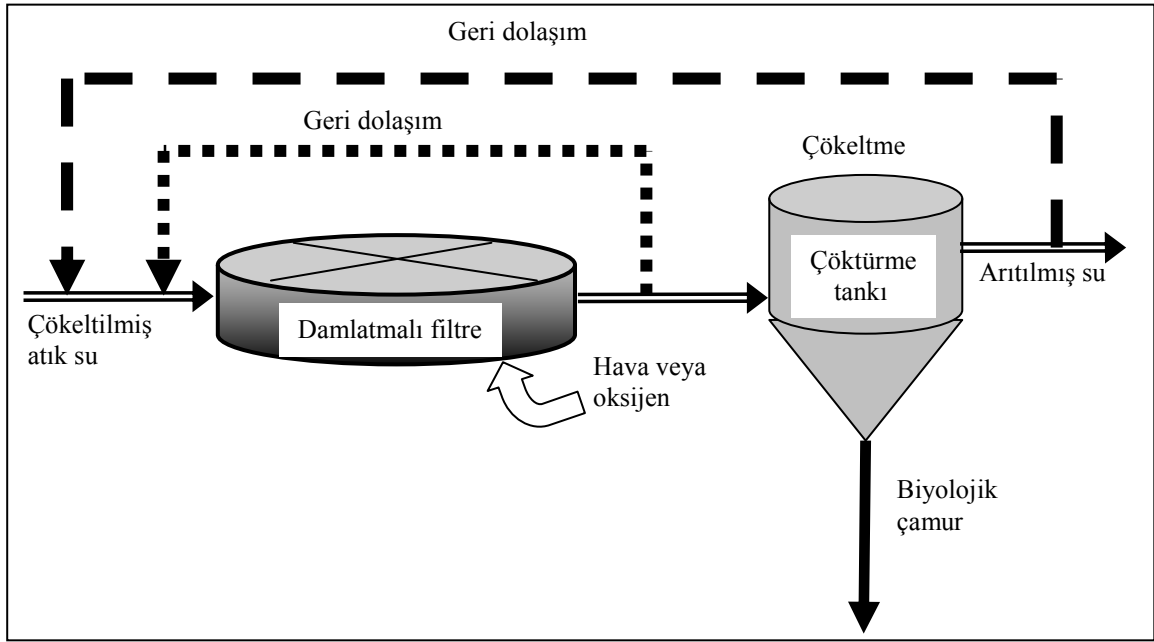 Geri dolaşım
Geri dolaşım
Çökeltme
Çöktürme
tankı
Arıtılmış su
Çökeltilmiş
atık su
Damlatmalı filtre
Hava veya
oksijen
Biyolojik
çamur